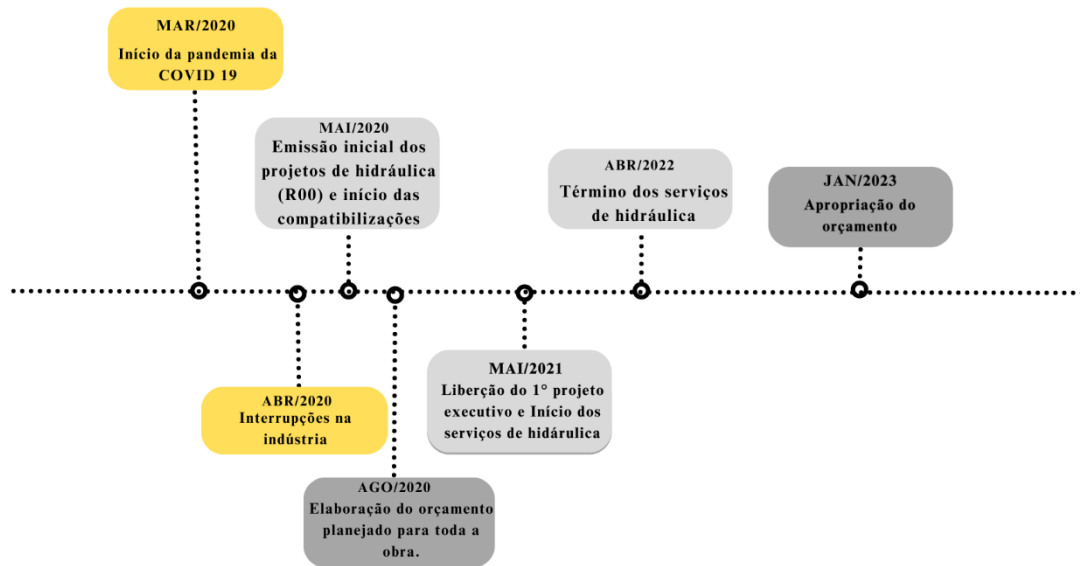 MAR/2020
Início da pandemia da
COVID 19
MAI/2020
Emissão inicial dos
projetos de hidráulica
(R00) e início das
compatibilizações
ABR/2022
Término dos serviços
de hidráulica
JAN/2023
Apropriação do
orçamento
ABR/2020
Interrupções na
indústria
MAI/2021
Liberção do 1° projeto
executivo e Início dos
serviços de hidárulica
AGO/2020
Elaboração do orçamento
planejado para toda a
obra.